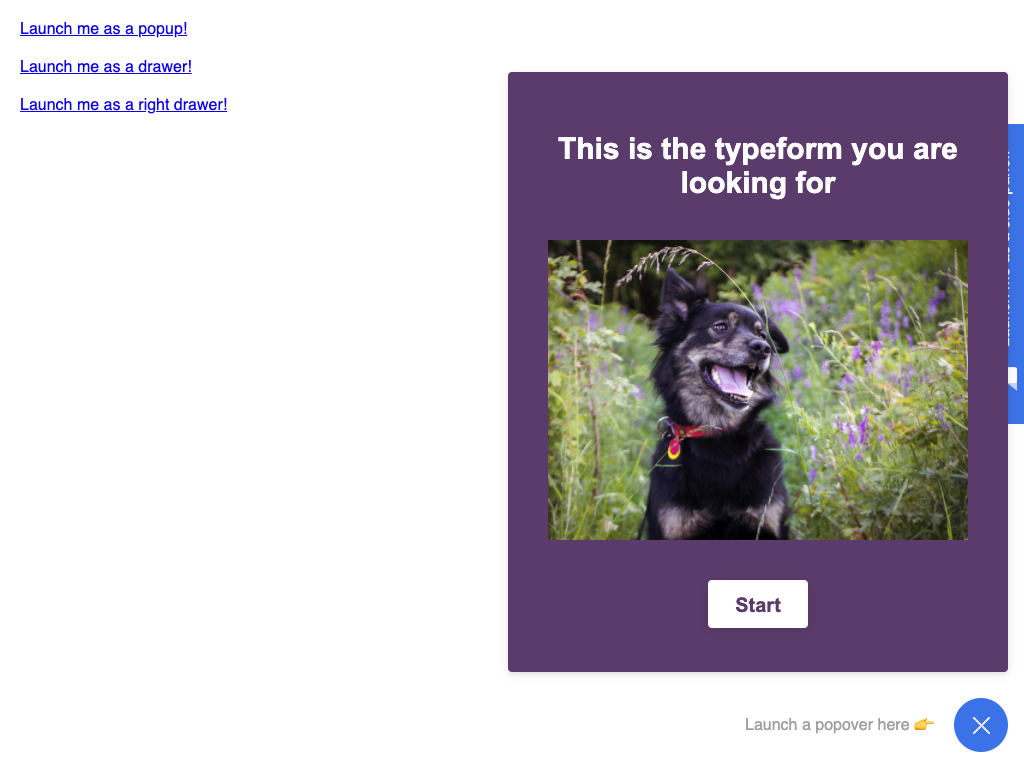 Launch me as a popup!
Launch me as a drawer!
Launch me as a right drawer!
This is the typeform you are
looking for
Start
Launch a popover here 👉